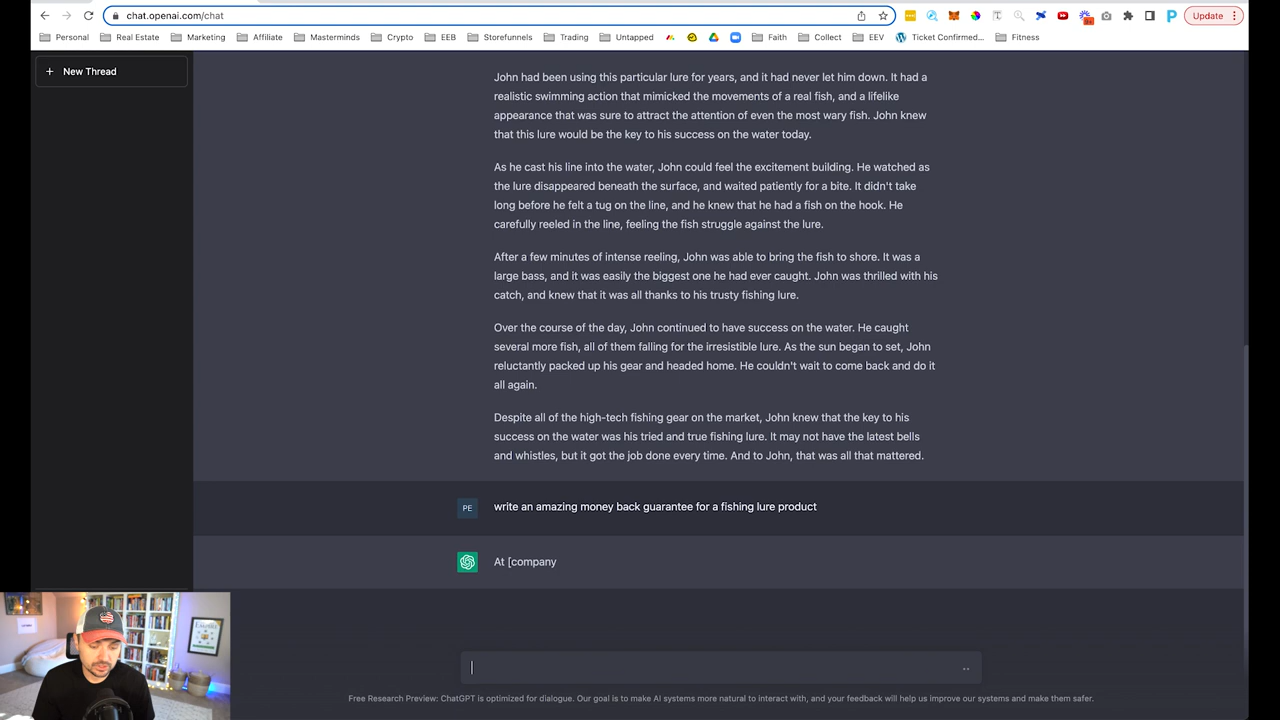 chat.openai.com/chat
Update
Personal
Real Estate
Marketing
Affiliate
Masterminds
Crypto
EEB
Storefunnels
Trading
Untapped
Faith
Collect
EEV
Ticket Confirmed...
Fitness
+ New Thread
John had been using this particular lure for years, and it had never let him down. It had a
realistic swimming action that mimicked the movements of a real fish, and a lifelike
appearance that was sure to attract the attention of even the most wary fish. John knew
that this lure would be the key to his success on the water today.
As he cast his line into the water, John could feel the excitement building. He watched as
the lure disappeared beneath the surface, and waited patiently for a bite. It didn't take
long before he felt a tug on the line, and he knew that he had a fish on the hook. He
carefully reeled in the line, feeling the fish struggle against the lure.
After a few minutes of intense reeling, John was able to bring the fish to shore. It was a
large bass, and it was easily the biggest one he had ever caught. John was thrilled with his
catch, and knew that it was all thanks to his trusty fishing lure.
Over the course of the day, John continued to have success on the water. He caught
several more fish, all of them falling for the irresistible lure. As the sun began to set, John
reluctantly packed up his gear and headed home. He couldn't wait to come back and do it
all again.
Despite all of the high-tech fishing gear on the market, John knew that the key to his
success on the water was his tried and true fishing lure. It may not have the latest bells
and whistles, but it got the job done every time. And to John, that was all that mattered.
PE
write an amazing money back guarantee for a fishing lure product
At [company
Free Research Preview: ChatGPT is optimized for dialogue. Our goal is to make AI systems more natural to interact with, and your feedback will help us improve our systems and make them safer.